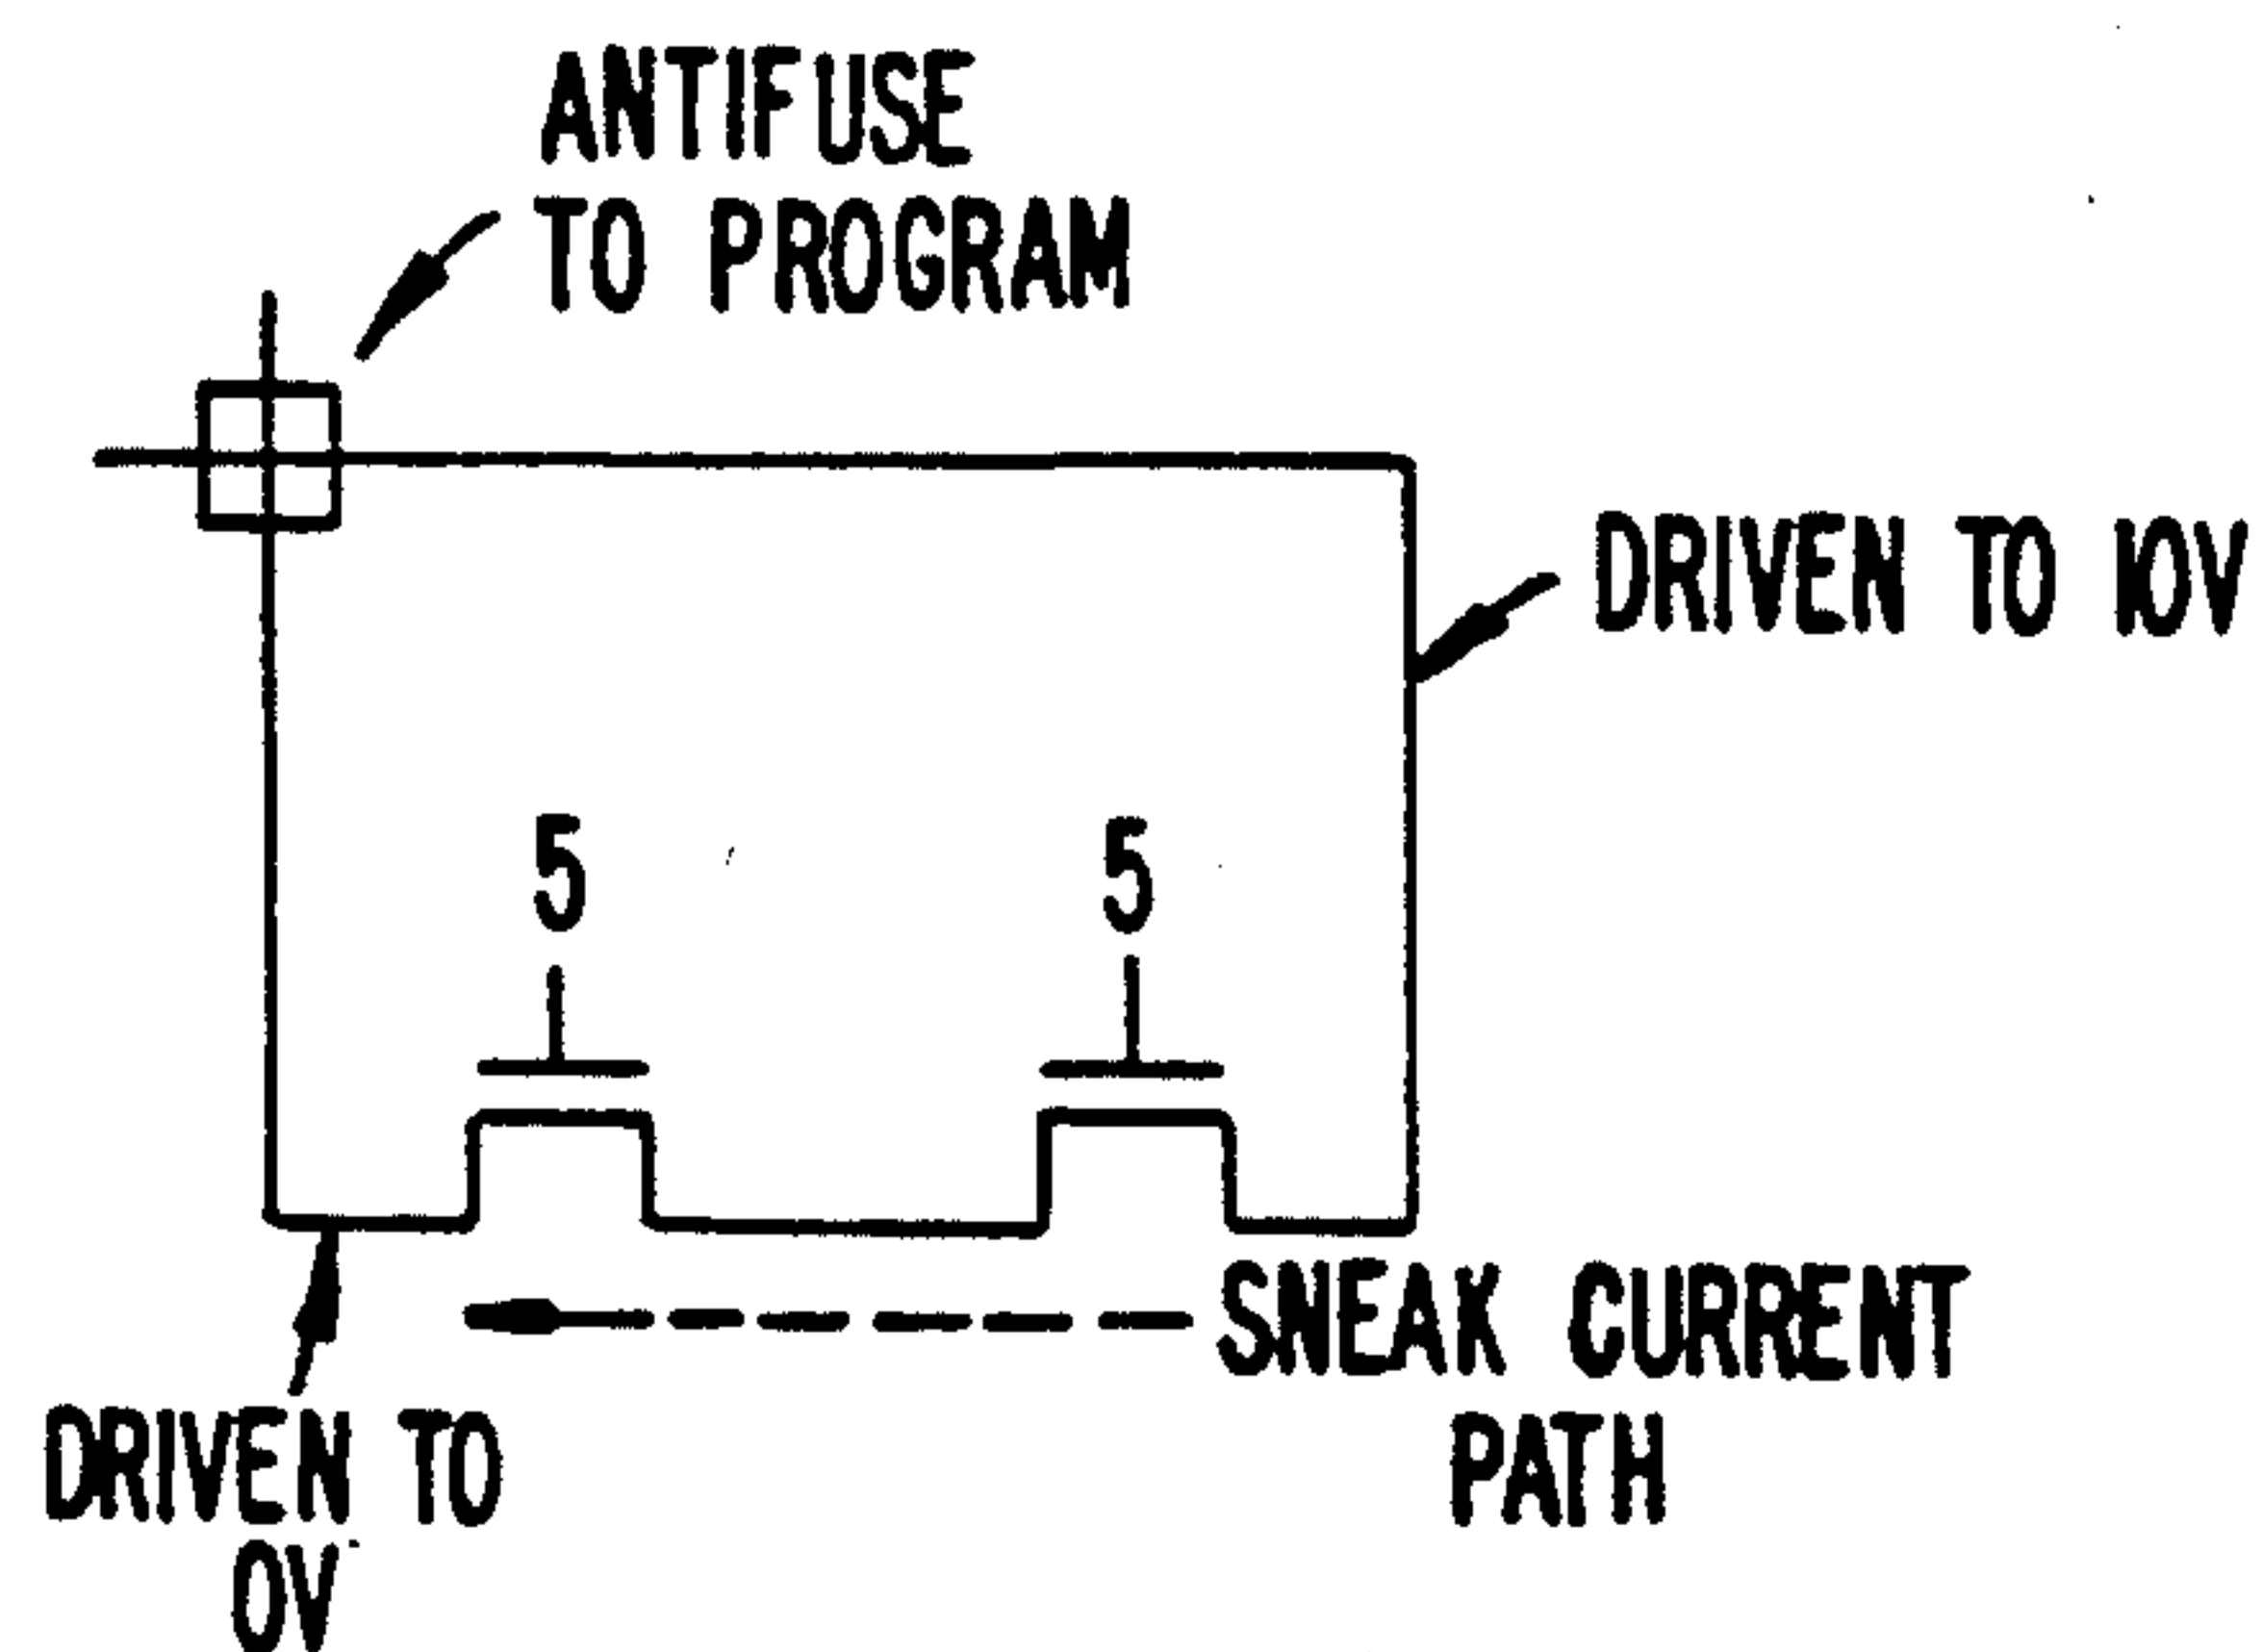 ANTIFUSE
TO PROGRAM
DRIVEN TO 10V
5 5
SNEAK CURRENT
PATH
DRIVEN TO
0V